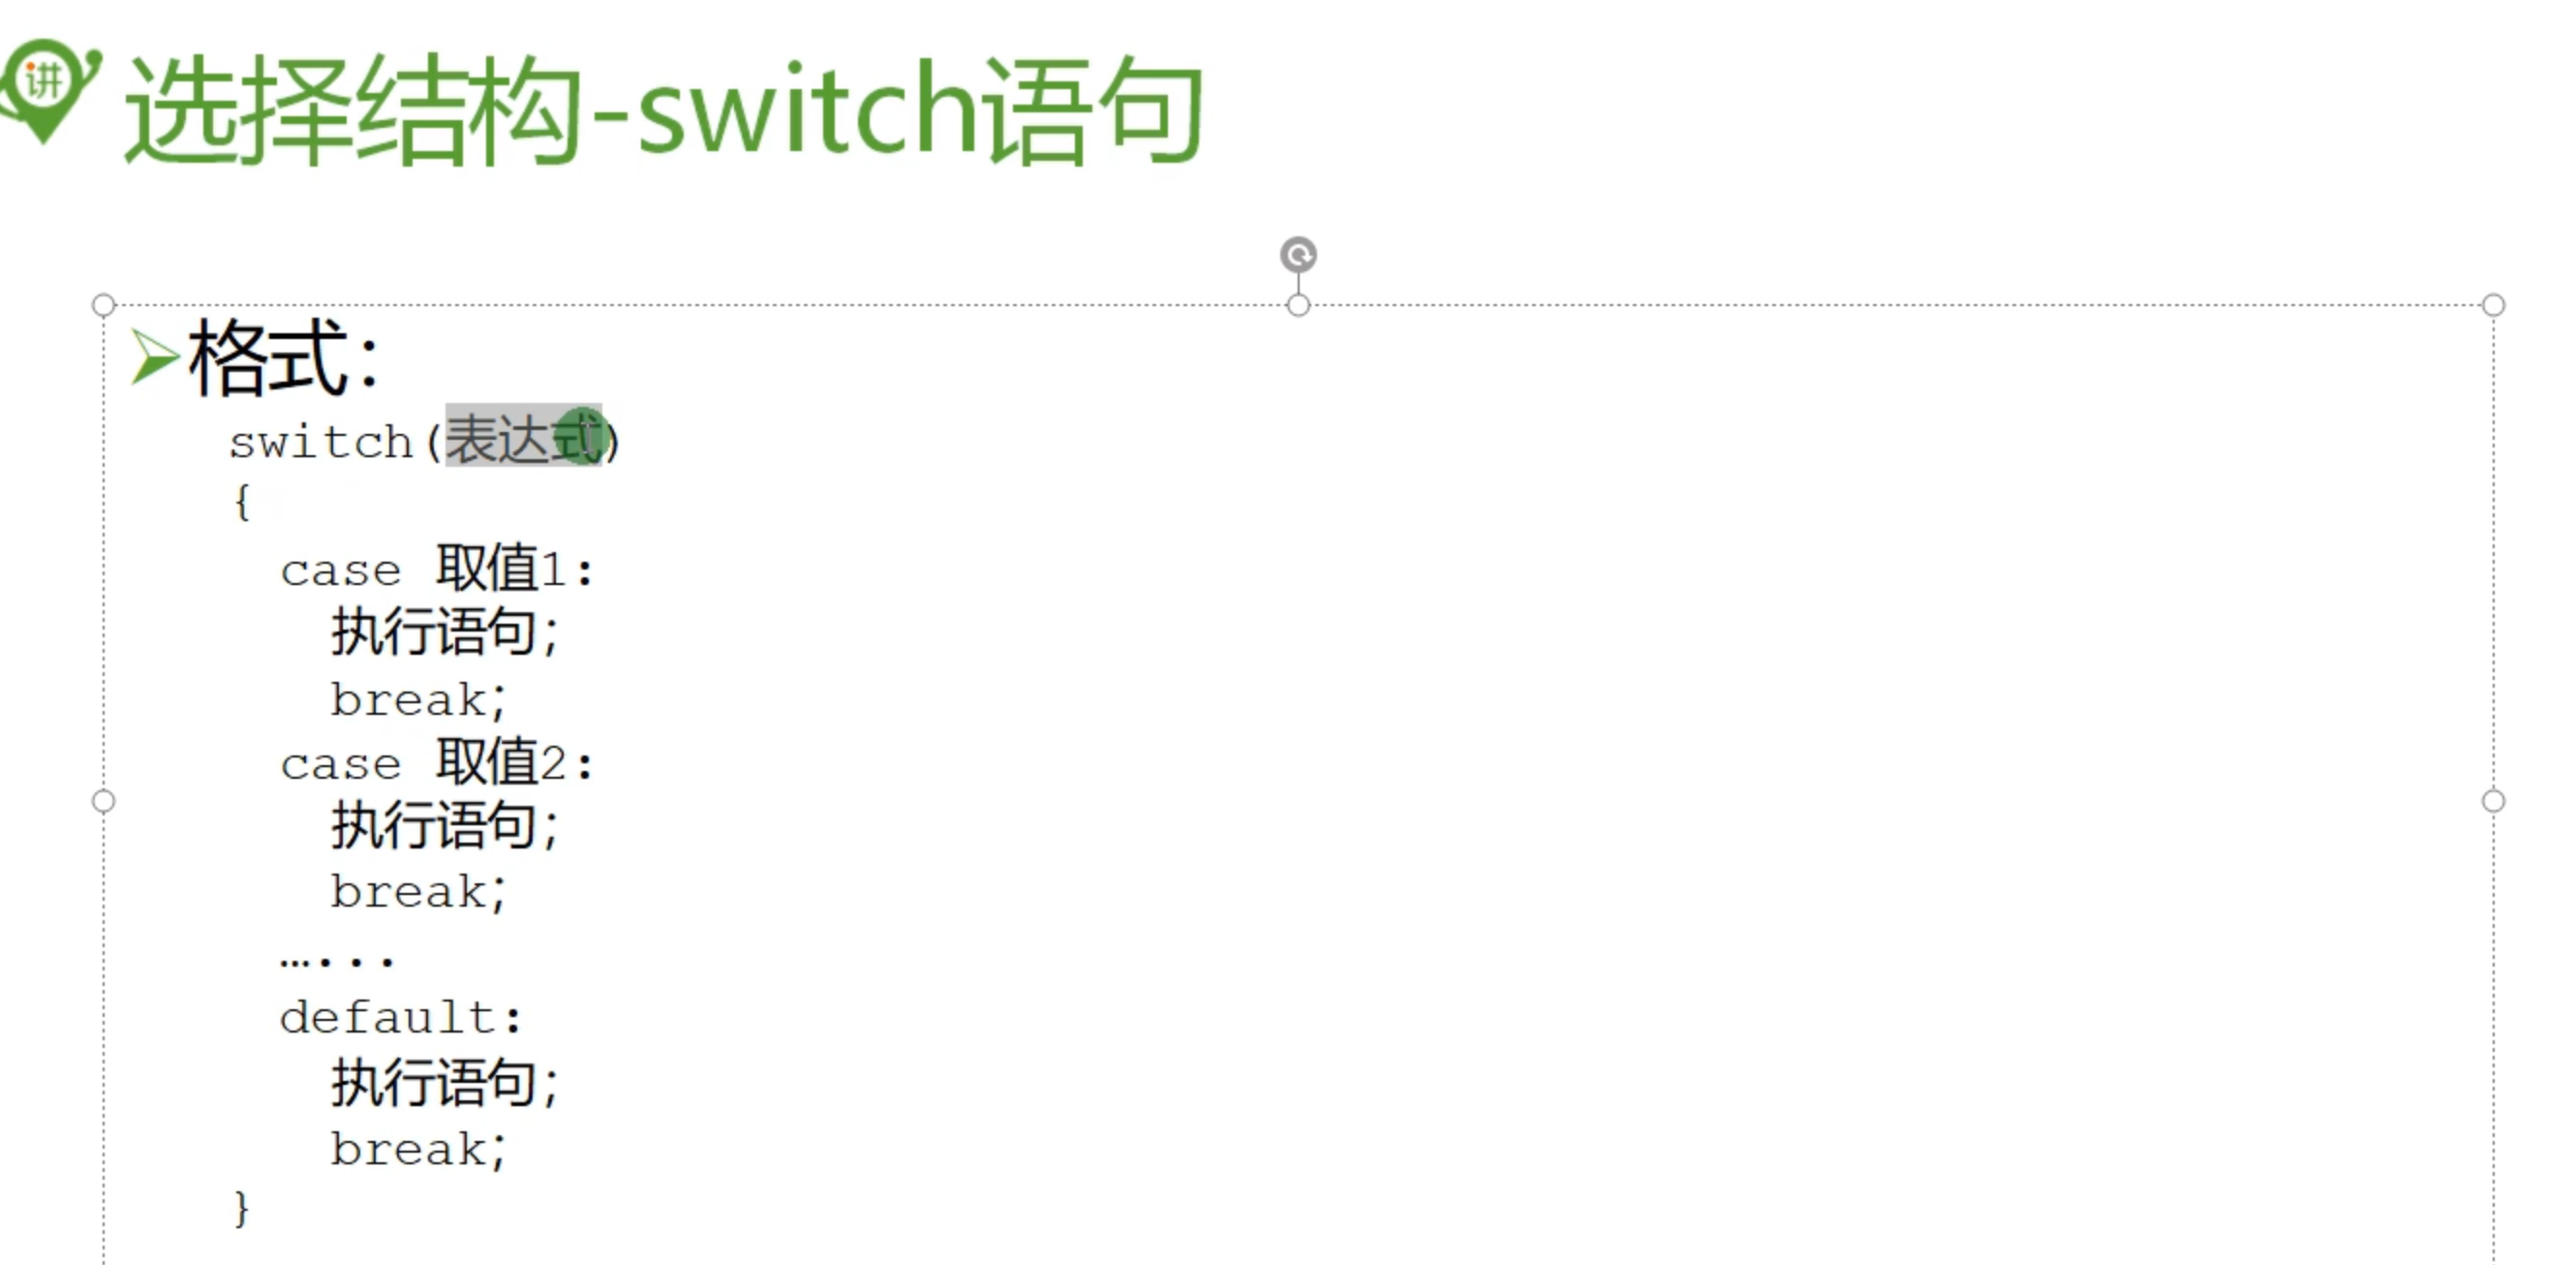 讲
选择结构-switch语句
格式：
switch(表达式)
{
case 取值1:
执行语句;
break;
case 取值2:
执行语句;
break;
…...
default:
执行语句;
break;
}